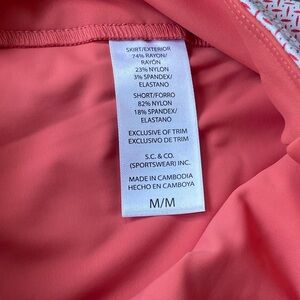 SKIRT/EXTERIOR
74% RAYON/
RAYON
23% NYLON
3% SPANDEX/
ELASTANO
SHORT/FORRO
82% NYLON
18% SPANDEX/
ELASTANO
EXCLUSIVE OF TRIM
EXCLUSIVO DE TRIM
S.C. & CO.
(SPORTSWEAR) INC.
MADE IN CAMBODIA
HECHO EN CAMBOYA
M/M